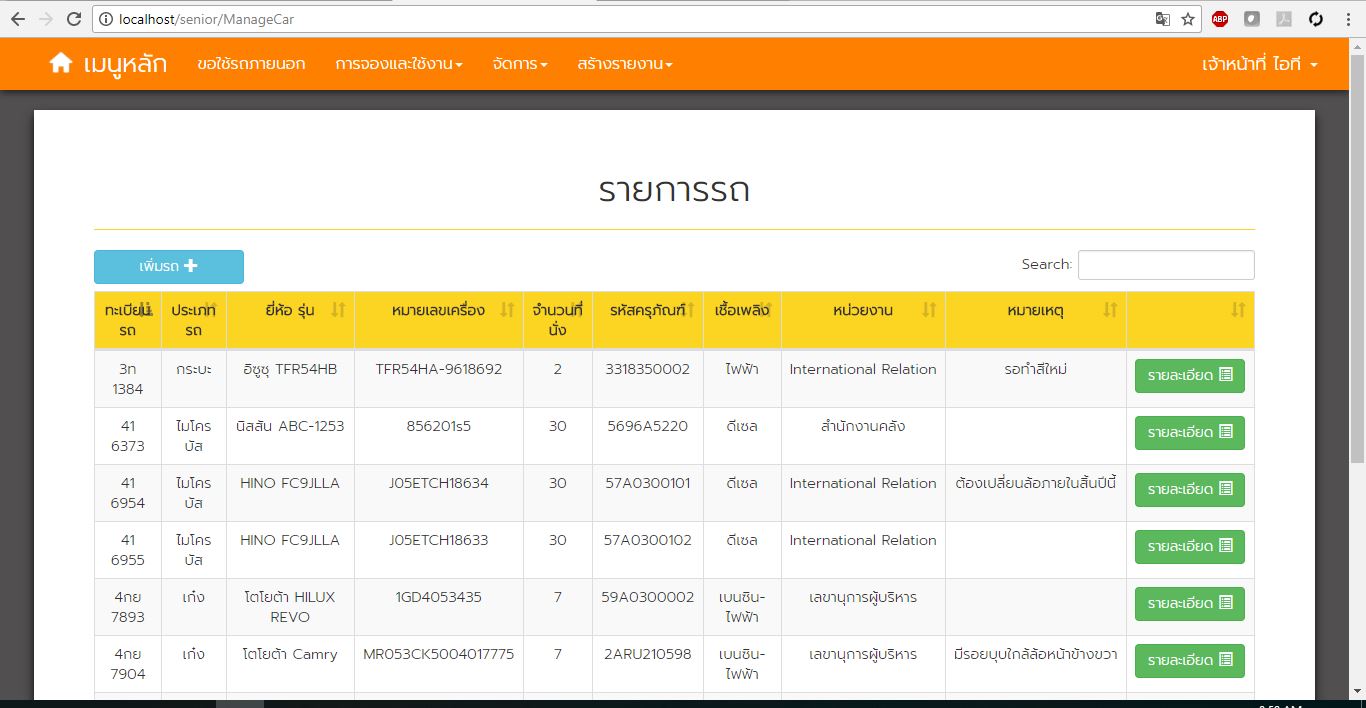 localhost/senior/ManageCar
ABP
เมนูหลัก ขอใช้รถภายนอก การจองและใช้งาน จัดการ สร้างรายงาน เจ้าหน้าที่ ไอที
รายการรถ
เพิ่มรถ Search:
ทะเบียน ประเภท ยี่ห้อ รุ่น หมายเลขเครื่อง จำนวนที่ รหัสครุภัณฑ์ เชื้อเพลิง หน่วยงาน หมายเหตุ
รถ รถ นั่ง
3ท กระบะ อิซูซุ TFR54HB TFR54HA-9618692 2 3318350002 ไฟฟ้า International Relation รอทำสีใหม่ รายละเอียด
1384
41 ไมโคร นิสสัน ABC-1253 856201s5 30 5696A5220 ดีเซล สำนักงานคลัง รายละเอียด
6373 บัส
41 ไมโคร HINO FC9JLLA J05ETCH18634 30 57A0300101 ดีเซล International Relation ต้องเปลี่ยนล้อภายในสิ้นปีนี้ รายละเอียด
6954 บัส
41 ไมโคร HINO FC9JLLA J05ETCH18633 30 57A0300102 ดีเซล International Relation รายละเอียด
6955 บัส
4กย เก๋ง โตโยต้า HILUX 1GD4053435 7 59A0300002 เบนซิน- เลขานุการผู้บริหาร รายละเอียด
7893 REVO ไฟฟ้า
4กย เก๋ง โตโยต้า Camry MR053CK5004017775 7 2ARU210598 เบนซิน- เลขานุการผู้บริหาร มีรอยบุบใกล้ล้อหน้าข้างขวา รายละเอียด
7904 ไฟฟ้า